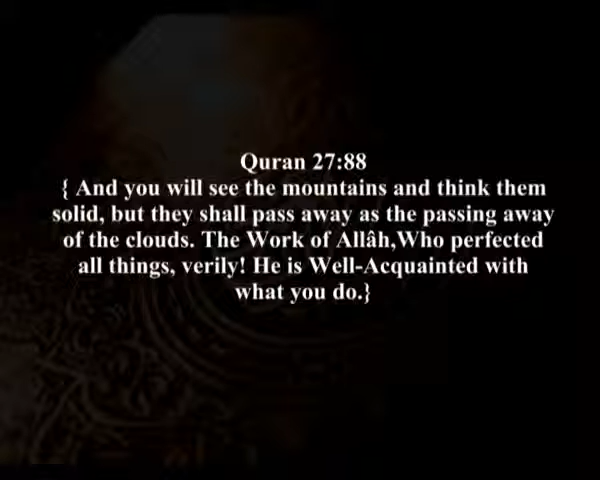 Quran 27:88
{ And you will see the mountains and think them
solid, but they shall pass away as the passing away
of the clouds. The Work of Allâh,Who perfected
all things, verily! He is Well-Acquainted with
what you do.}